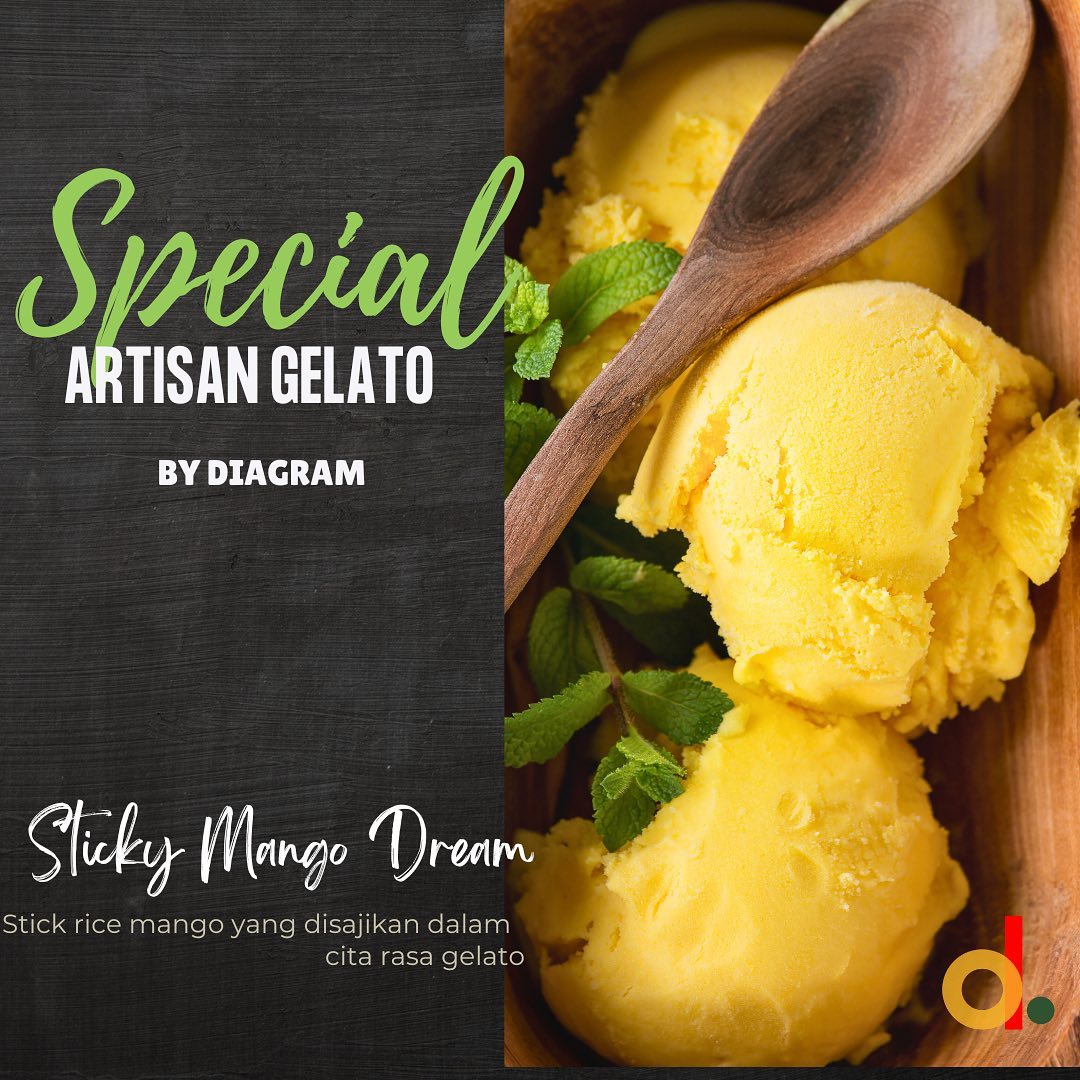 Special
ARTISAN GELATO
BY DIAGRAM
Sticky Mango Dream
Stick rice mango yang disajikan dalam
cita rasa gelato
d.